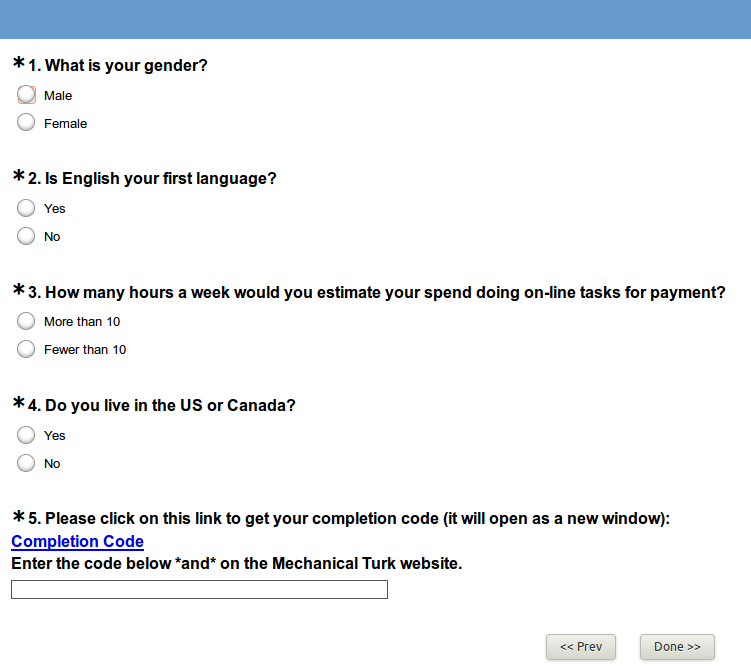 * 1. What is your gender?
Male
Female
* 2. Is English your first language?
Yes
No
* 3. How many hours a week would you estimate your spend doing on-line tasks for payment?
More than 10
Fewer than 10
* 4. Do you live in the US or Canada?
Yes
No
* 5. Please click on this link to get your completion code (it will open as a new window):
Completion Code
Enter the code below *and* on the Mechanical Turk website.
<< Prev Done >>